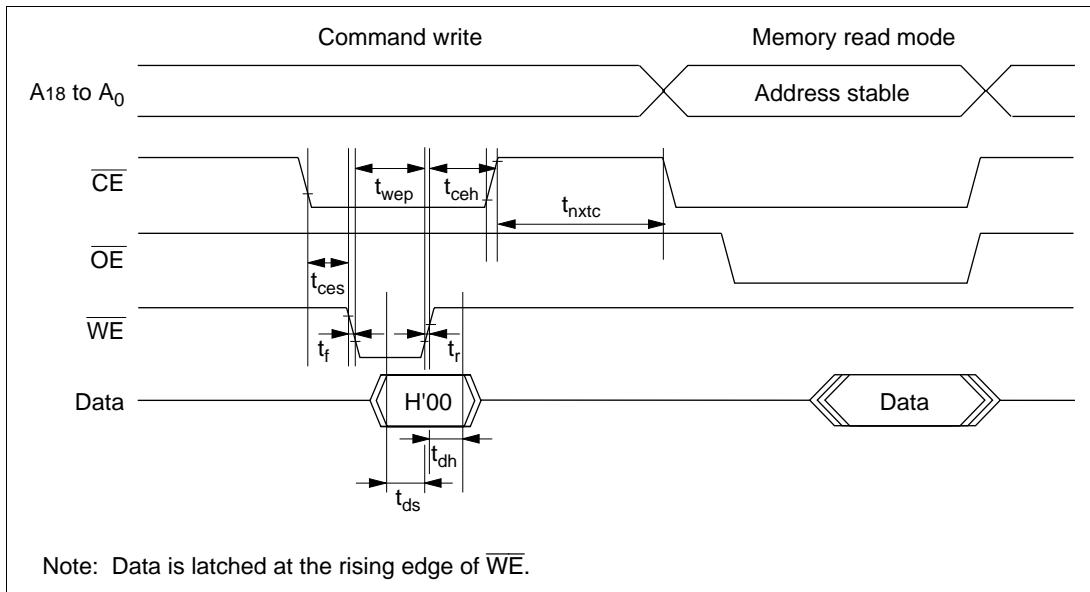 Command write
Memory read mode
A18 to A0
Address stable
CE
twep
tceh
tnxtc
OE
tces
WE
tf
tr
Data
H'00
Data
tdh
tds
Note: Data is latched at the rising edge of WE.